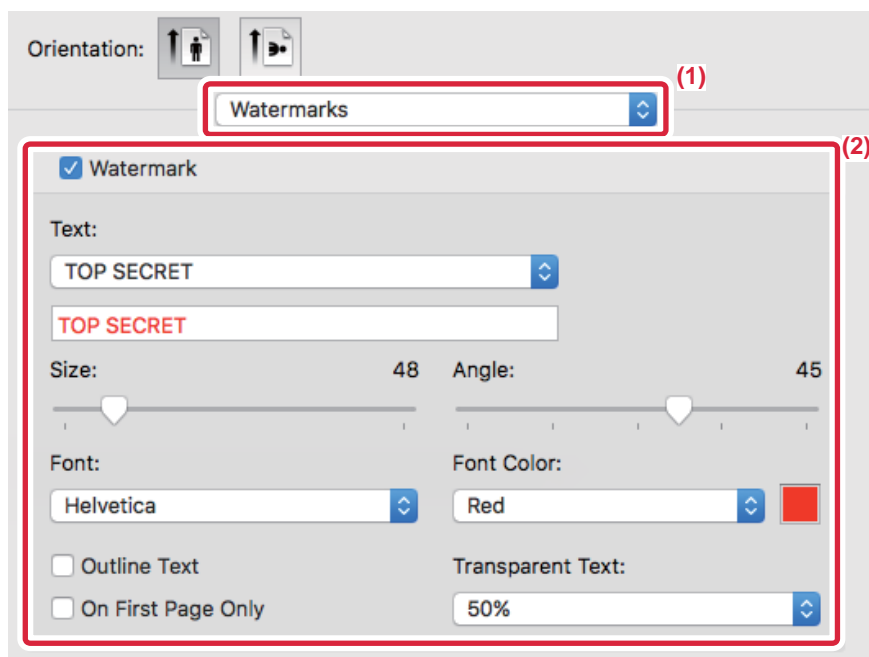 Orientation:
(1)
Watermarks
(2)
Watermark
Text:
TOP SECRET
TOP SECRET
Size: 48 Angle: 45
Font: Font Color:
Helvetica Red
Outline Text Transparent Text:
On First Page Only 50%